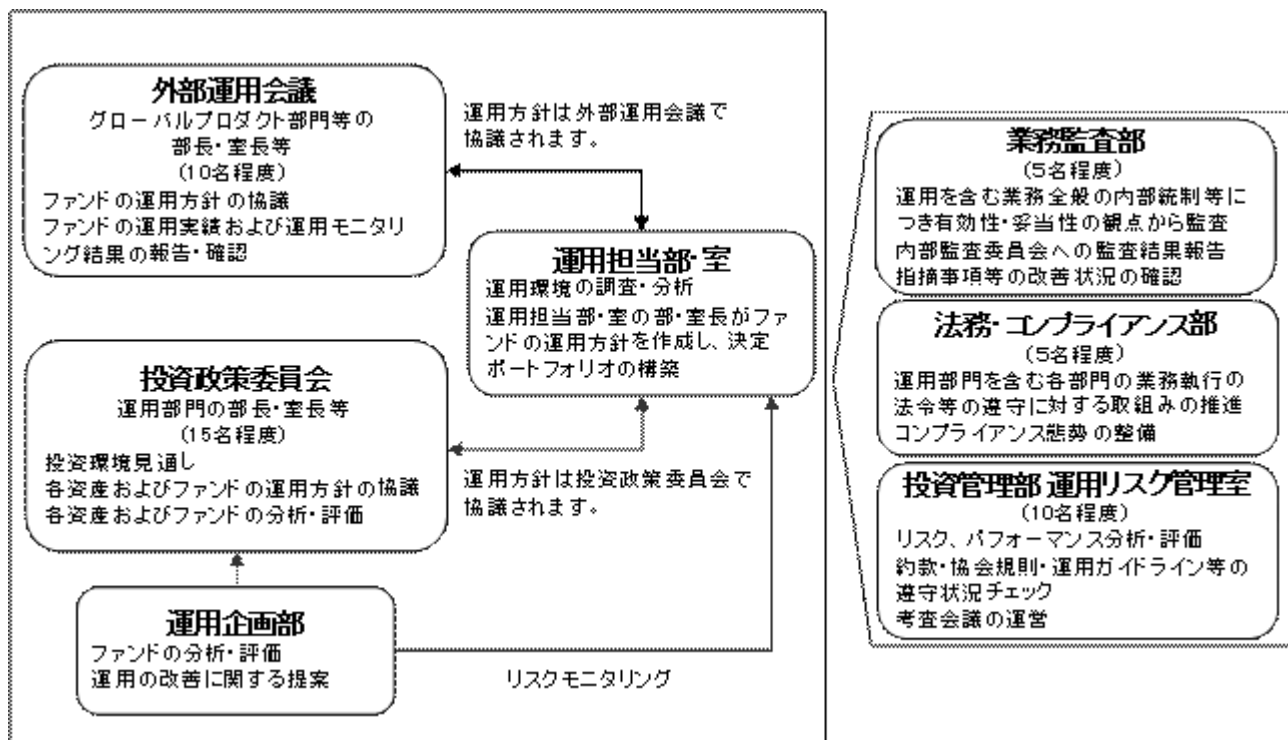 外部運用会議
グローバルプロダクト部門等の
部長・室長等
(10名程度)
ファンドの運用方針の協議
ファンドの運用実績および運用モニタリ
ング結果の報告・確認
運用方針は外部運用会議で
協議されます。
運用担当部・室
運用環境の調査・分析
運用担当部・室の部・室長がファ
ンドの運用方針を作成し、決定
ポートフォリオの構築
投資政策委員会
運用部門の部長・室長等
(15名程度)
投資環境見通し
各資産およびファンドの運用方針の協議
各資産およびファンドの分析・評価
運用方針は投資政策委員会で
協議されます。
運用企画部
ファンドの分析・評価
運用の改善に関する提案
リスクモニタリング
業務監査部
(5名程度)
運用を含む業務全般の内部統制等に
つき有効性・妥当性の観点から監査
内部監査委員会への監査結果報告
指摘事項等の改善状況の確認
法務・コンプライアンス部
(5名程度)
運用部門を含む各部門の業務執行の
法令等の遵守に対する取組みの推進
コンプライアンス態勢の整備
投資管理部 運用リスク管理室
(10名程度)
リスク、パフォーマンス分析・評価
約款・協会規則・運用ガイドライン等の
遵守状況チェック
考査会議の運営